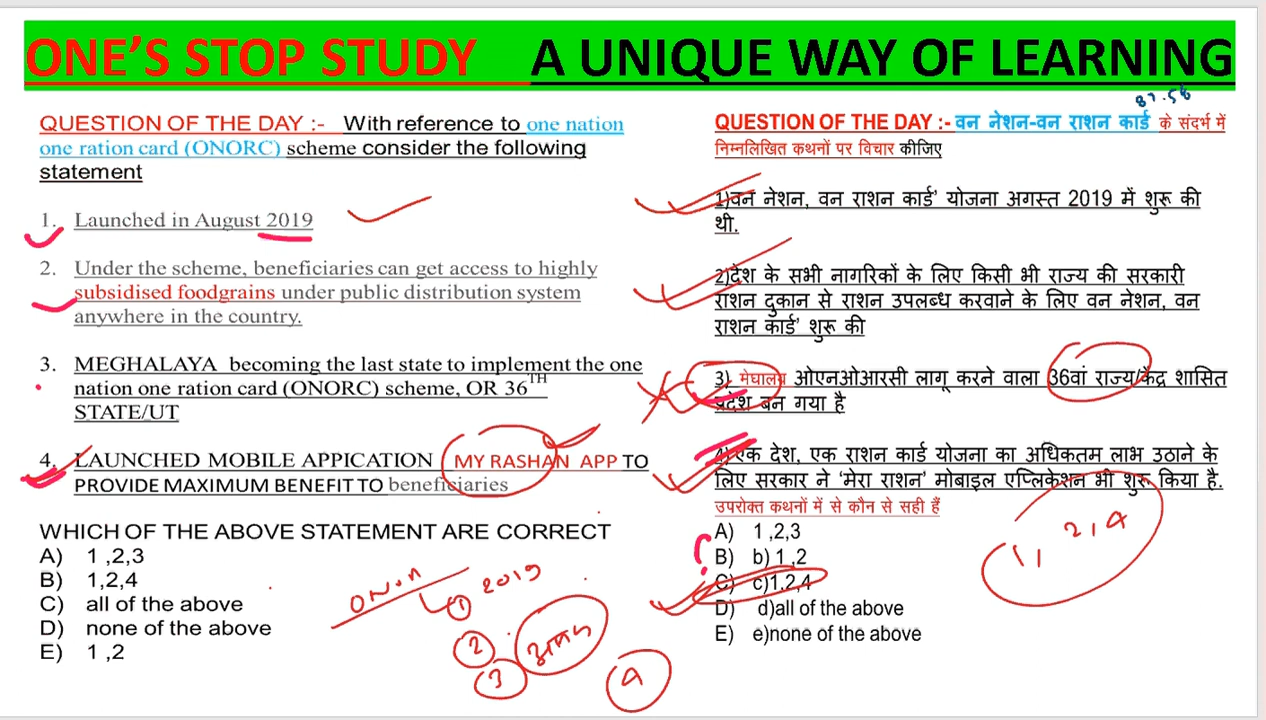 ONE'S STOP STUDY A UNIQUE WAY OF LEARNING
QUESTION OF THE DAY :- With reference to one nation
one ration card (ONORC) scheme consider the following
statement
1. Launched in August 2019
2. Under the scheme, beneficiaries can get access to highly
subsidised foodgrains under public distribution system
anywhere in the country.
3. MEGHALAYA becoming the last state to implement the one
nation one ration card (ONORC) scheme, OR 36TH
STATE/UT
4. LAUNCHED MOBILE APPICATION MY RASHAN APP TO
PROVIDE MAXIMUM BENEFIT TO beneficiaries
WHICH OF THE ABOVE STATEMENT ARE CORRECT
A) 1 ,2,3
B) 1,2,4
C) all of the above
D) none of the above
E) 1 ,2
2019
1
2
3
असम
4
87.58
QUESTION OF THE DAY :- वन नेशन-वन राशन कार्ड के संदर्भ में
निम्नलिखित कथनों पर विचार कीजिए
1)वन नेशन, वन राशन कार्ड' योजना अगस्त 2019 में शुरू की
थी.
2)देश के सभी नागरिकों के लिए किसी भी राज्य की सरकारी
राशन दुकान से राशन उपलब्ध करवाने के लिए वन नेशन, वन
राशन कार्ड' शुरू की
3) मेघालय ओएनओआरसी लागू करने वाला 36वां राज्य/केंद्र शासित
प्रदेश बन गया है
4)एक देश, एक राशन कार्ड योजना का अधिकतम लाभ उठाने के
लिए सरकार ने 'मेरा राशन' मोबाइल एप्लिकेशन भी शुरू किया है.
उपरोक्त कथनों में से कौन से सही हैं
A) 1 ,2,3
B) b) 1 ,2
C) c)1,2,4
D) d)all of the above
E) e)none of the above
1, 2, 4